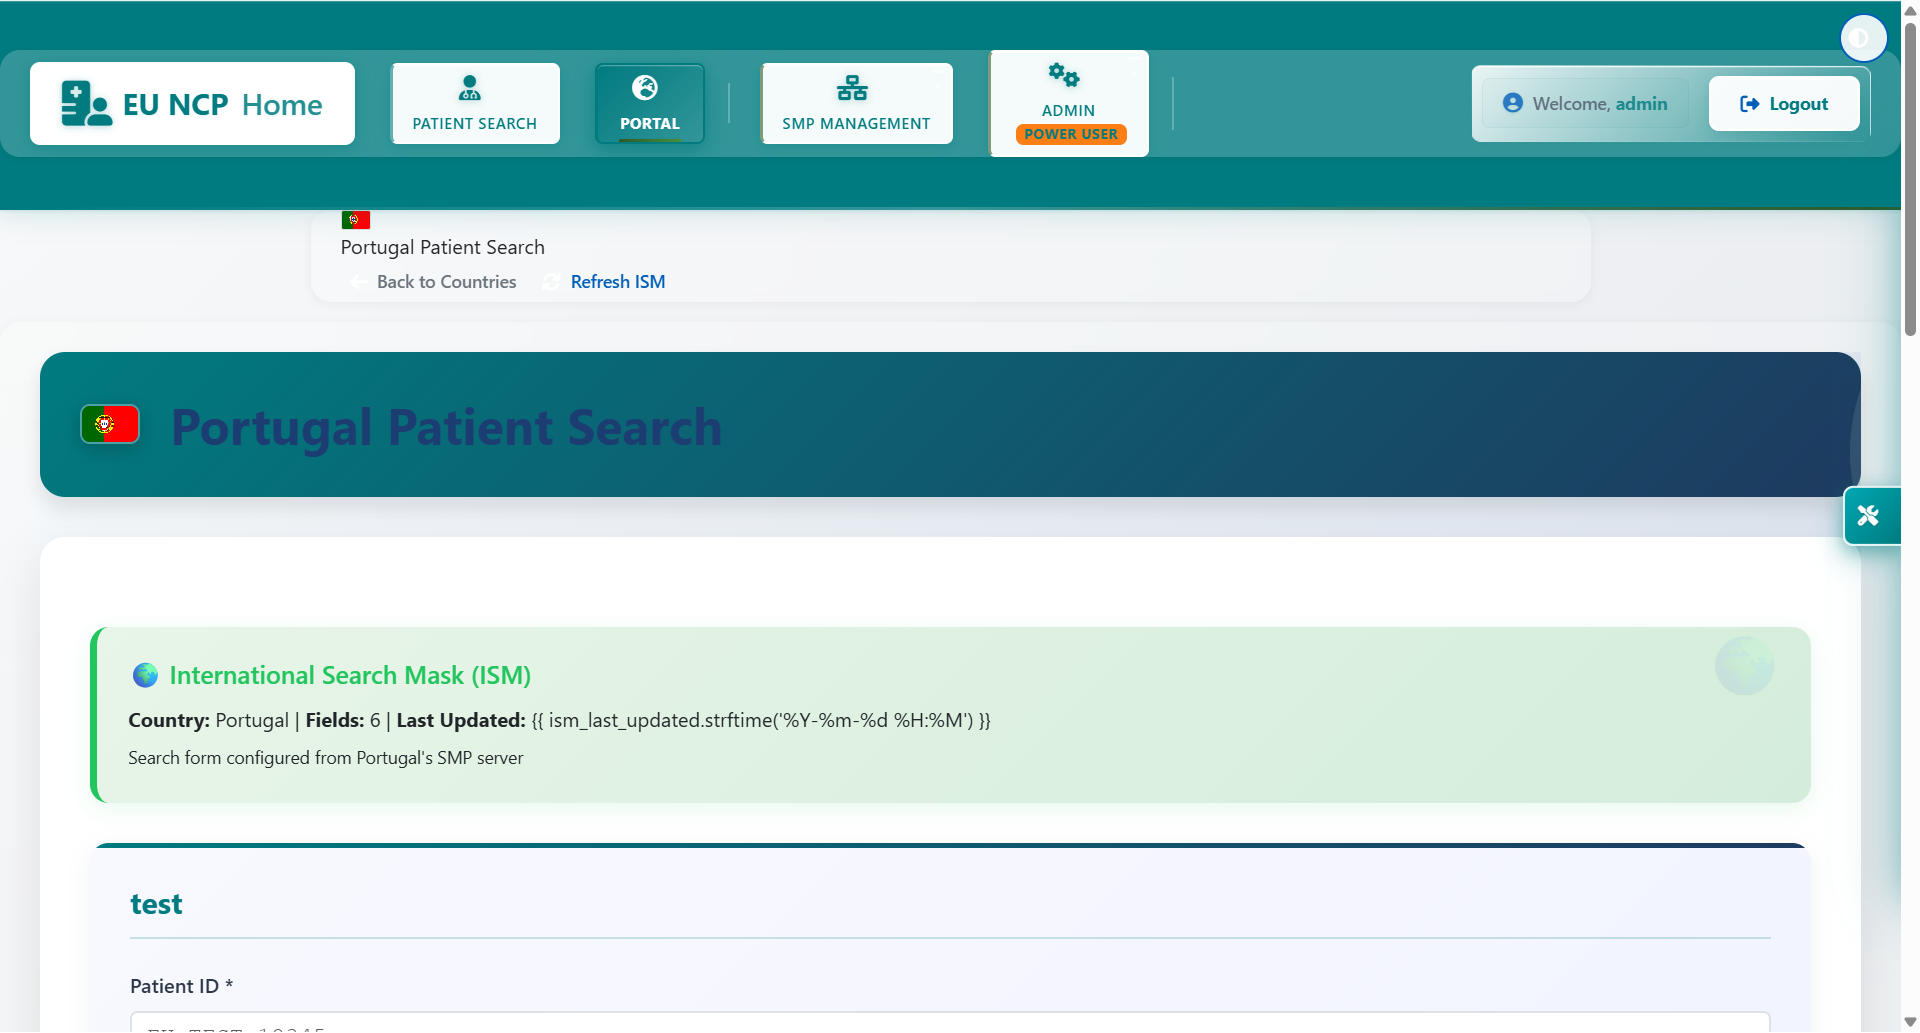 EU NCP Home
PATIENT SEARCH
PORTAL
SMP MANAGEMENT
ADMIN
POWER USER
Welcome, admin
Logout
Portugal Patient Search
Back to Countries
Refresh ISM
Portugal Patient Search
International Search Mask (ISM)
Country: Portugal | Fields: 6 | Last Updated: {{ ism_last_updated.strftime('%Y-%m-%d %H:%M') }}
Search form configured from Portugal's SMP server
test
Patient ID *